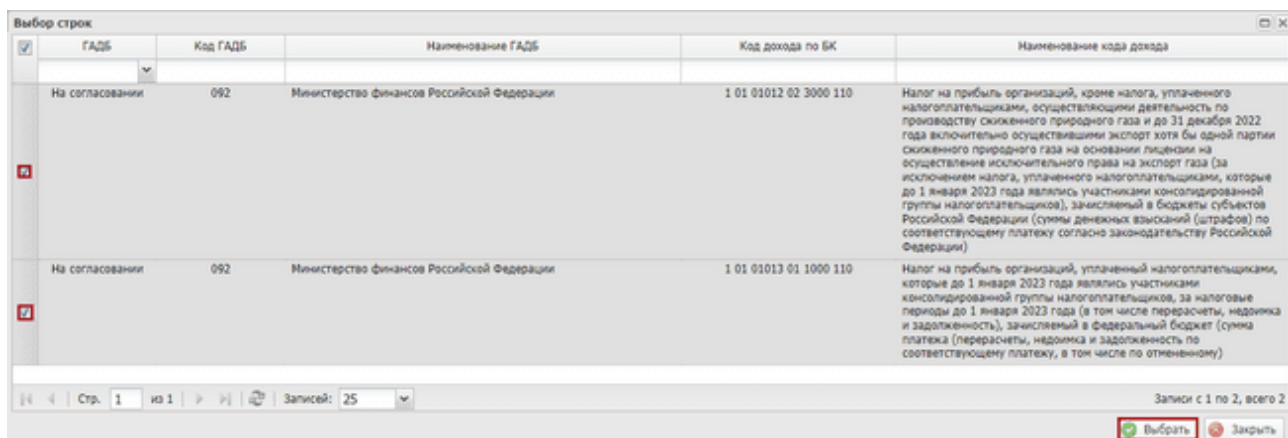 Выбор строк
ГАДБ Код ГАДБ Наименование ГАДБ Код дохода по БК Наименование кода дохода
На согласовании 092 Министерство финансов Российской Федерации 1 01 01012 02 3000 110 Налог на прибыль организаций, кроме налога, уплаченного
налогоплательщиками, осуществляющими деятельность по
производству сжиженного природного газа и до 31 декабря 2022
года включительно осуществившими экспорт хотя бы одной партии
сжиженного природного газа на основании лицензии на
осуществление исключительного права на экспорт газа (за
исключением налога, уплаченного налогоплательщиками, которые
до 1 января 2023 года являлись участниками консолидированной
группы налогоплательщиков), зачисляемый в бюджеты субъектов
Российской Федерации (суммы денежных взысканий (штрафов) по
соответствующему платежу согласно законодательству Российской
Федерации)
На согласовании 092 Министерство финансов Российской Федерации 1 01 01013 01 1000 110 Налог на прибыль организаций, уплаченный налогоплательщиками,
которые до 1 января 2023 года являлись участниками
консолидированной группы налогоплательщиков, за налоговые
периоды до 1 января 2023 года (в том числе перерасчеты, недоимка
и задолженность), зачисляемый в федеральный бюджет (сумма
платежа (перерасчеты, недоимка и задолженность по
соответствующему платежу, в том числе по отмененному)
Стр. 1 из 1 Записей: 25 Записи с 1 по 2, всего 2
Выбрать Закрыть